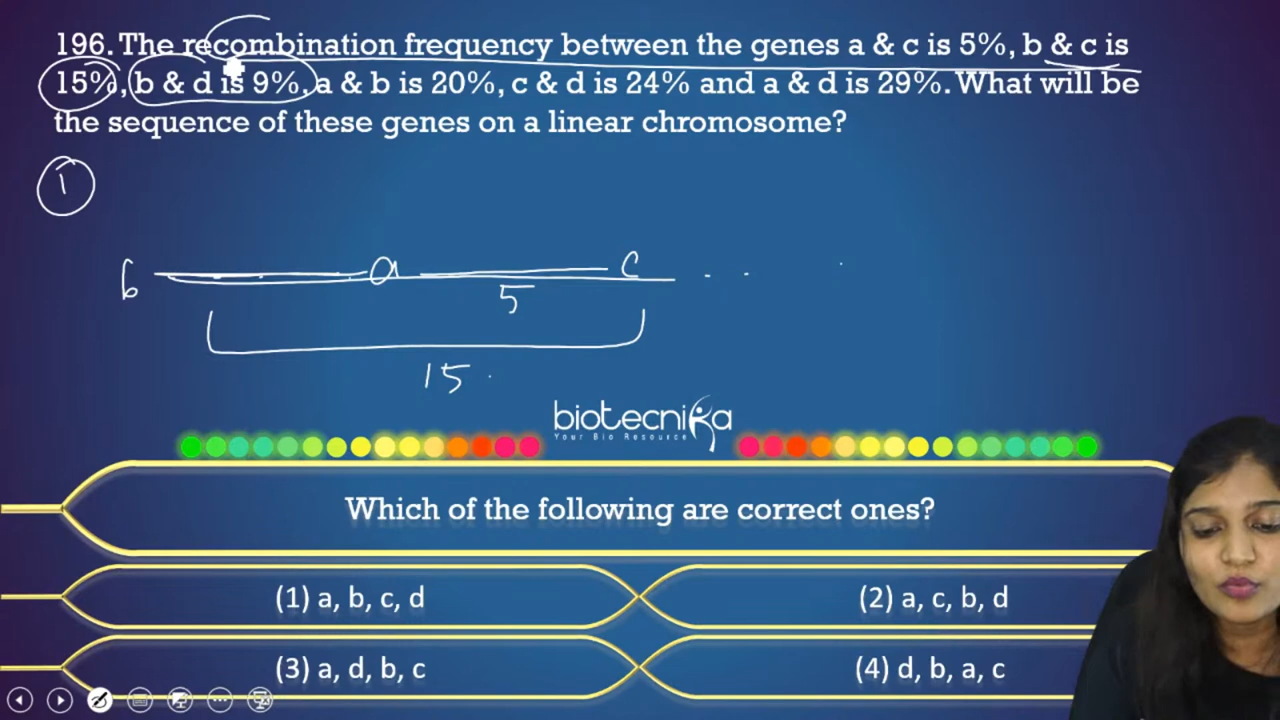 196. The recombination frequency between the genes a & c is 5%, b & c is
15%, b & d is 9%, a & b is 20%, c & d is 24% and a & d is 29%. What will be
the sequence of these genes on a linear chromosome?
1
b a c
5
15
biotecnika
Your Bio Resource
Which of the following are correct ones?
(1) a, b, c, d
(2) a, c, b, d
(3) a, d, b, c
(4) d, b, a, c